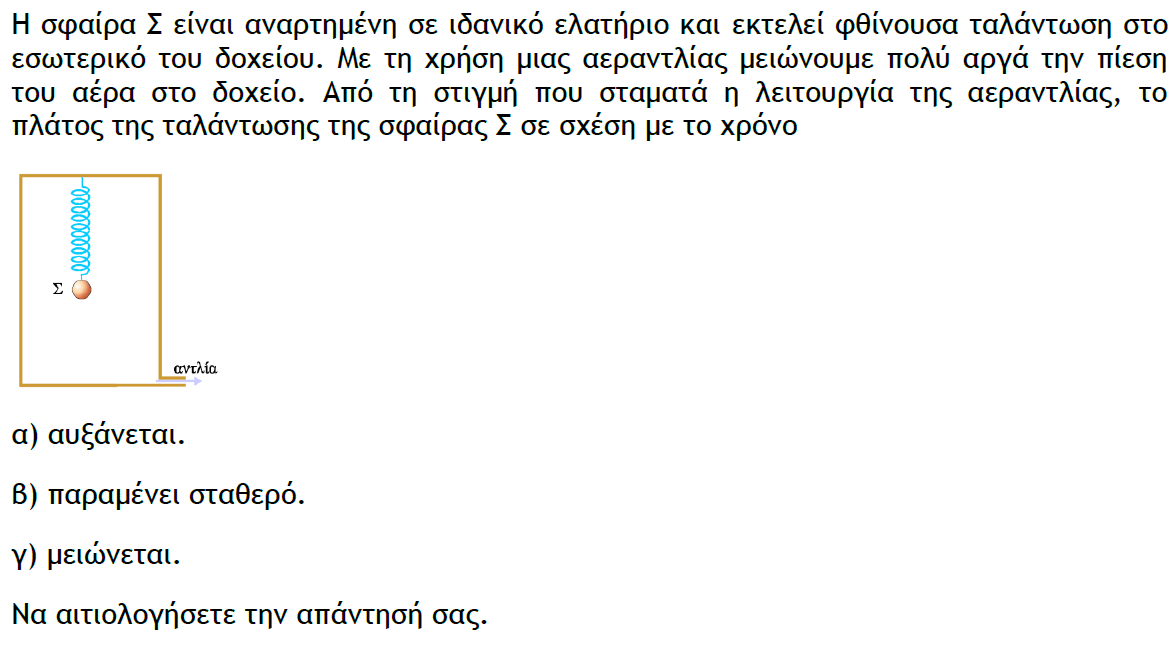 Η σφαίρα Σ είναι αναρτημένη σε ιδανικό ελατήριο και εκτελεί φθίνουσα ταλάντωση στο
εσωτερικό του δοχείου. Με τη χρήση μιας αεραντλίας μειώνουμε πολύ αργά την πίεση
του αέρα στο δοχείο. Από τη στιγμή που σταματά η λειτουργία της αεραντλίας, το
πλάτος της ταλάντωσης της σφαίρας Σ σε σχέση με το χρόνο
Σ
αντλία
α) αυξάνεται.
β) παραμένει σταθερό.
γ) μειώνεται.
Να αιτιολογήσετε την απάντησή σας.